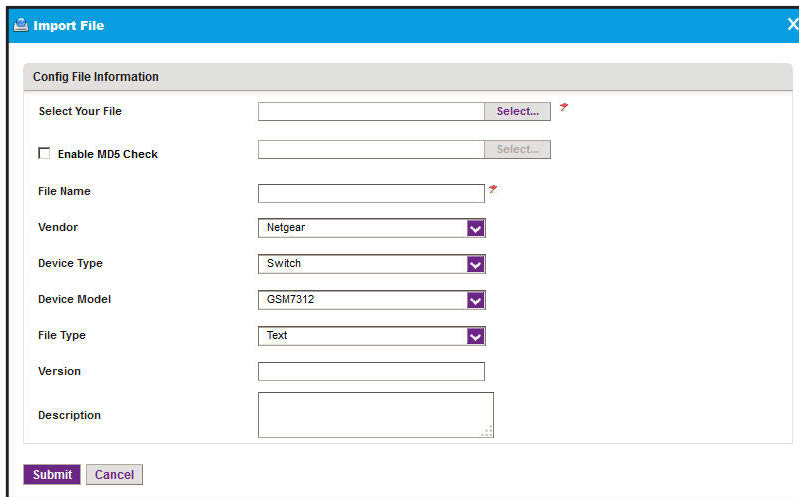 Import File X
Config File Information
Select Your File Select...
Enable MD5 Check Select...
File Name
Vendor Netgear
Device Type Switch
Device Model GSM7312
File Type Text
Version
Description
Submit Cancel